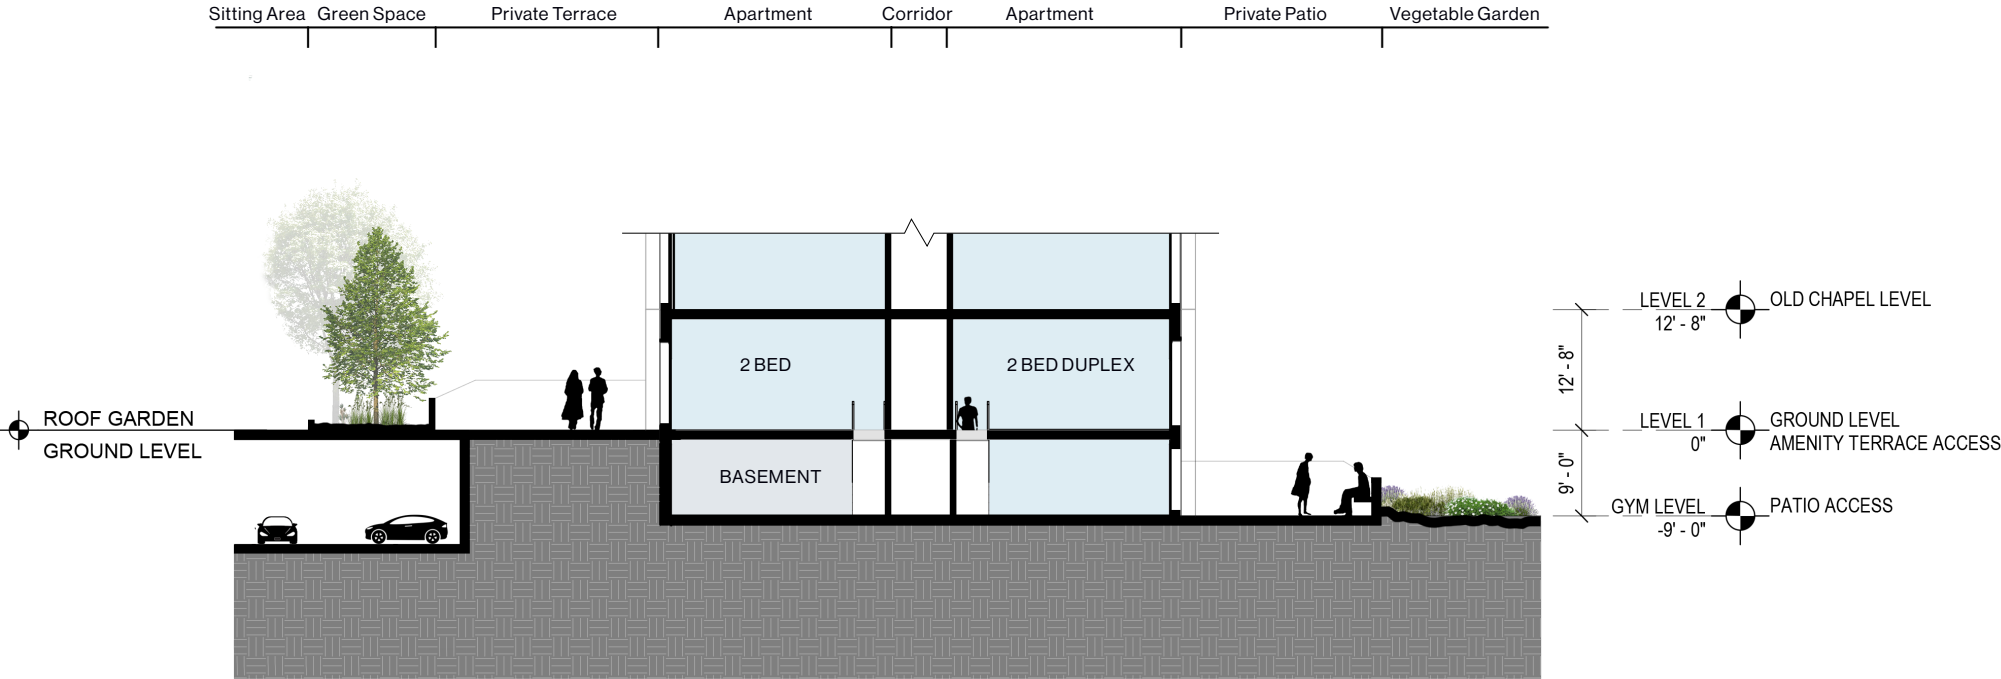 Sitting Area Green Space Private Terrace Apartment Corridor Apartment Private Patio Vegetable Garden
LEVEL 2 OLD CHAPEL LEVEL
12' - 8"
2 BED 2 BED DUPLEX 12' - 8"
ROOF GARDEN LEVEL 1 GROUND LEVEL
0" AMENITY TERRACE ACCESS
GROUND LEVEL
BASEMENT 9' - 0"
GYM LEVEL PATIO ACCESS
-9' - 0"